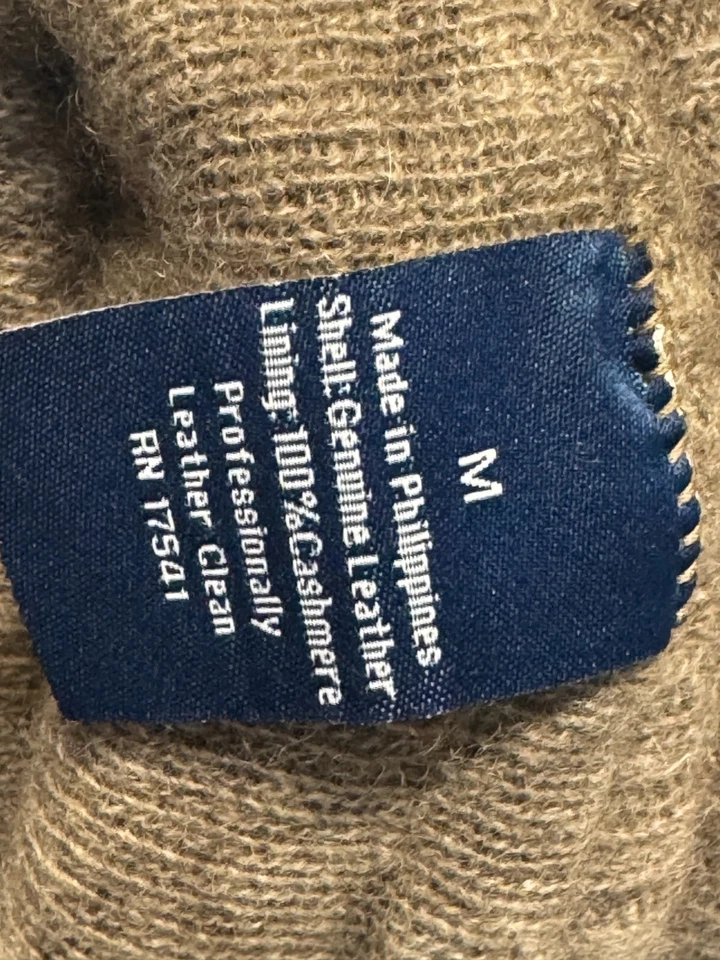 M
Made in Philippines
Shell: Genuine Leather
Lining: 100% Cashmere
Professionally
Leather Clean
RN 17541